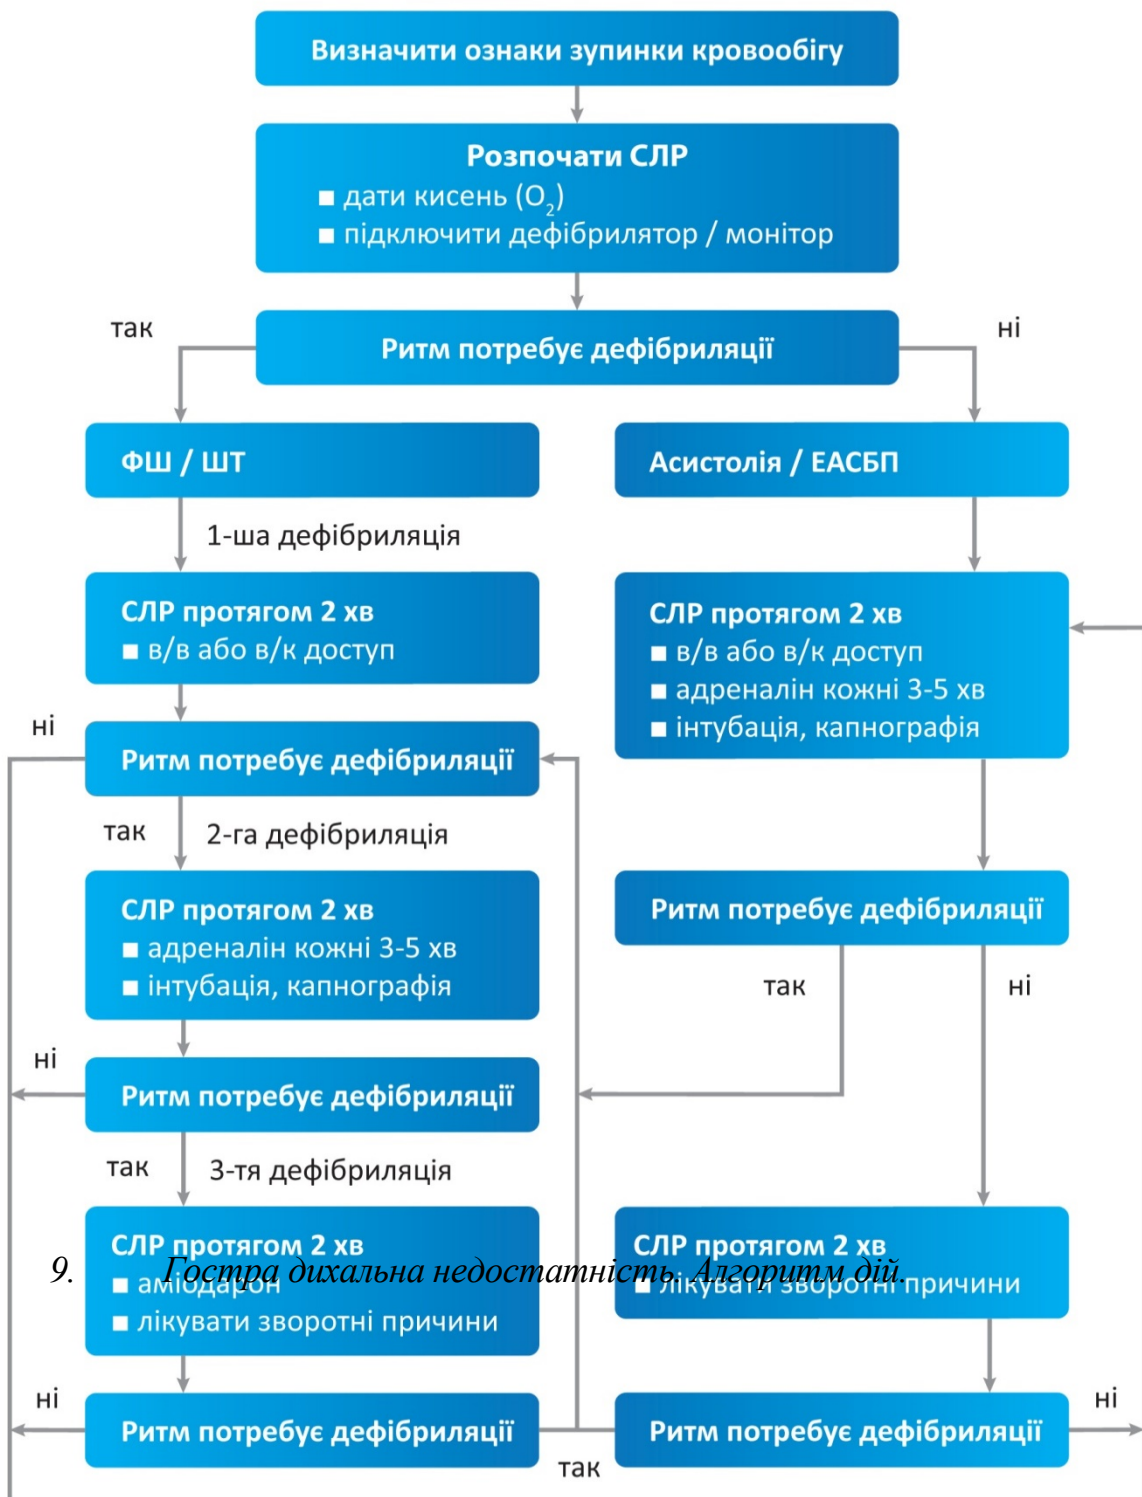 Визначити ознаки зупинки кровообігу
Розпочати СЛР
■ дати кисень (O₂)
■ підключити дефібрилятор / монітор
так
Ритм потребує дефібриляції
ні
ФШ / ШТ
1-ша дефібриляція
СЛР протягом 2 хв
■ в/в або в/к доступ
ні
Ритм потребує дефібриляції
так
2-га дефібриляція
СЛР протягом 2 хв
■ адреналін кожні 3-5 хв
■ інтубація, капнографія
ні
Ритм потребує дефібриляції
так
3-тя дефібриляція
СЛР протягом 2 хв
■ аміодарон
■ лікувати зворотні причини
ні
Ритм потребує дефібриляції
так
Асистолія / ЕАСБП
СЛР протягом 2 хв
■ в/в або в/к доступ
■ адреналін кожні 3-5 хв
■ інтубація, капнографія
Ритм потребує дефібриляції
так
ні
СЛР протягом 2 хв
■ лікувати зворотні причини
Ритм потребує дефібриляції
ні
9. Гостра дихальна недостатність. Алгоритм дій.